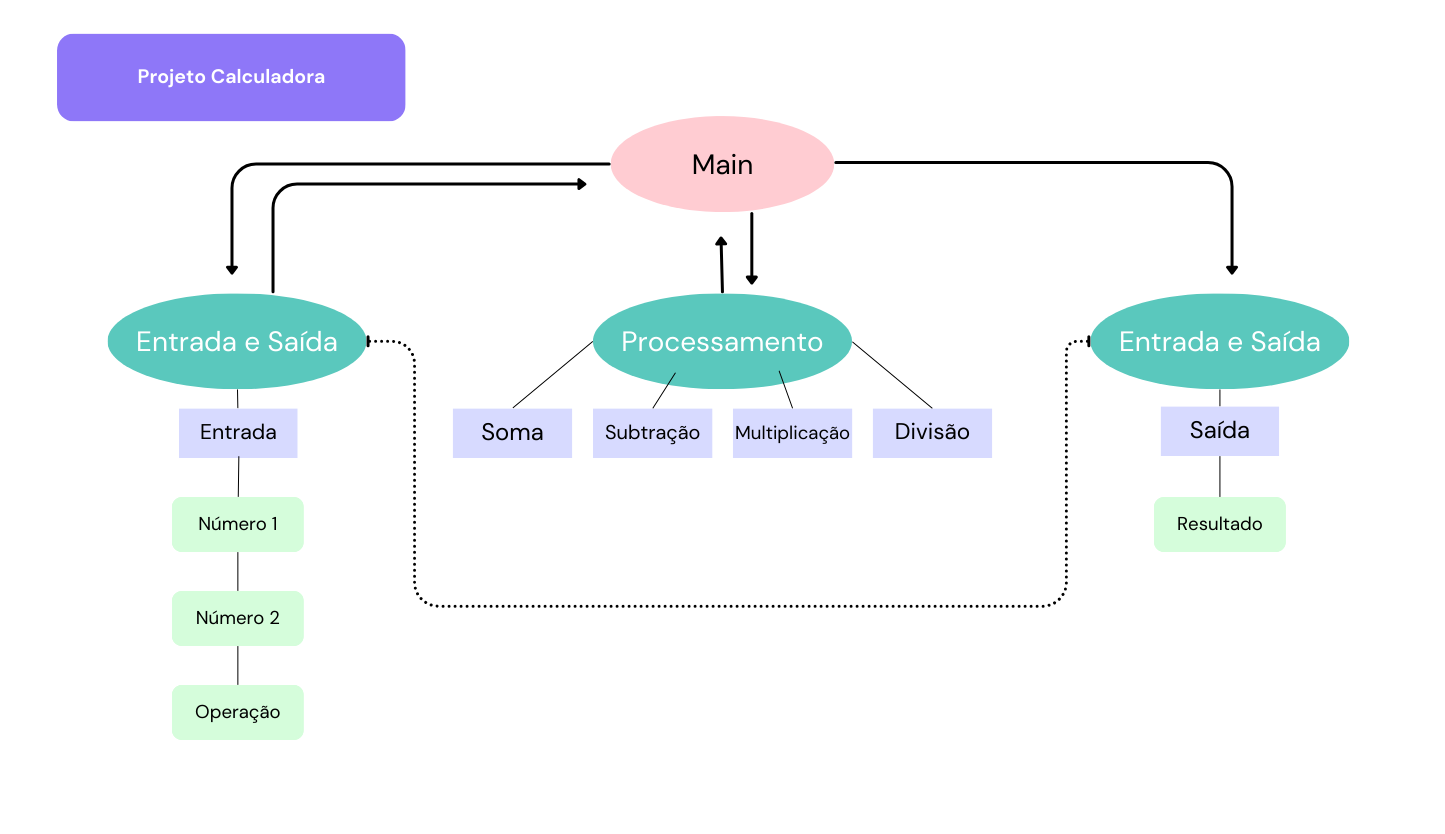 Projeto Calculadora
Main
Entrada e Saída
Processamento
Entrada e Saída
Entrada
Soma
Subtração
Multiplicação
Divisão
Saída
Número 1
Resultado
Número 2
Operação